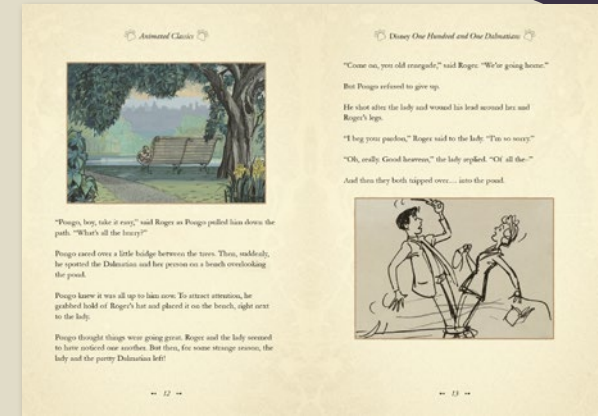 Animated Classics
"Pongo, boy, take it easy," said Roger as Pongo pulled him down the
path. "What's all the hurry?"
Pongo raced over a little bridge between the trees. Then, suddenly,
he spotted the Dalmatian and her person on a bench overlooking
the pond.
Pongo knew it was all up to him now. To attract attention, he
grabbed hold of Roger's hat and placed it on the bench, right next
to the lady.
Pongo thought things were going great. Roger and the lady seemed
to have noticed one another. But then, for some strange reason, the
lady and the pretty Dalmatian left!
12
Disney One Hundred and One Dalmatians
"Come on, you old renegade," said Roger. "We're going home."
But Pongo refused to give up.
He shot after the lady and wound his lead around her and
Roger's legs.
"I beg your pardon," Roger said to the lady. "I'm so sorry."
"Oh, really. Good heavens," the lady replied. "Of all the–"
And then they both tripped over… into the pond.
13